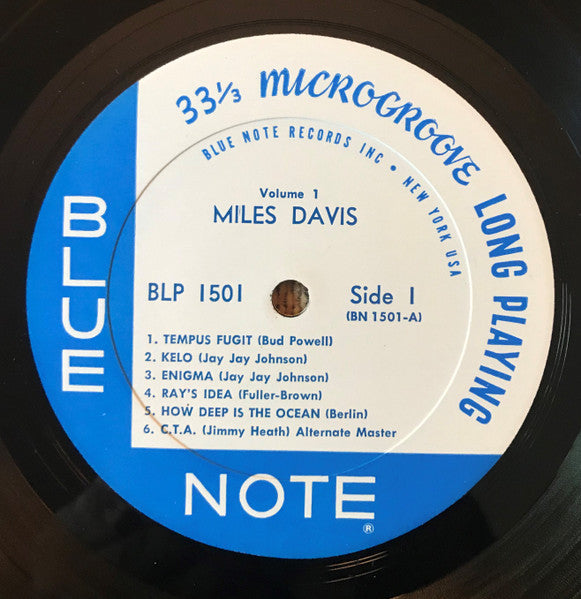 33⅓ MICROGROOVE LONG PLAYING
BLUE NOTE RECORDS INC • NEW YORK USA
Volume 1
MILES DAVIS
BLP 1501
Side 1
(BN 1501-A)
1. TEMPUS FUGIT (Bud Powell)
2. KELO (Jay Jay Johnson)
3. ENIGMA (Jay Jay Johnson)
4. RAY'S IDEA (Fuller-Brown)
5. HOW DEEP IS THE OCEAN (Berlin)
6. C.T.A. (Jimmy Heath) Alternate Master
BLUE
NOTE
®